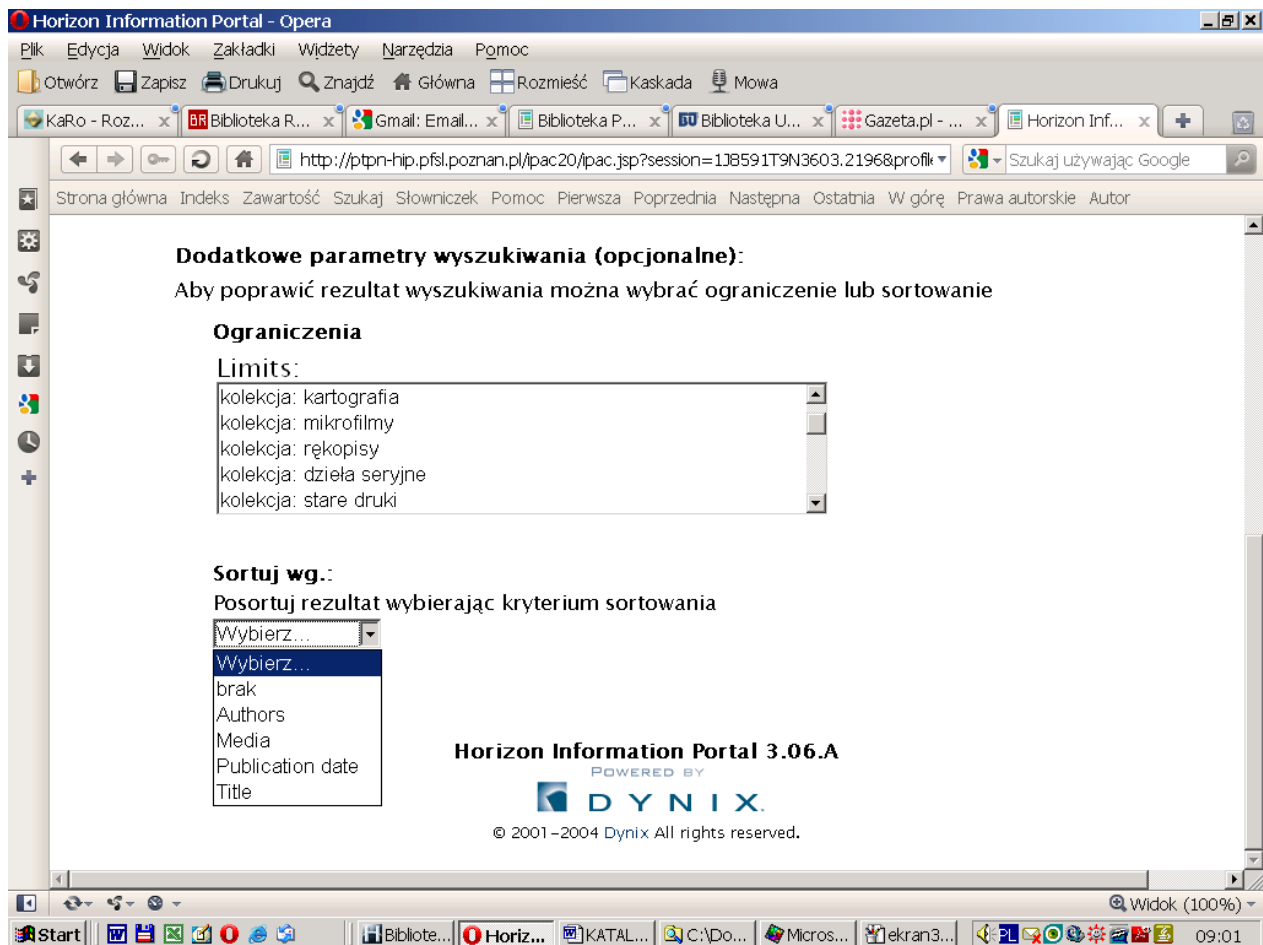 Horizon Information Portal - Opera
Plik Edycja Widok Zakładki Widżety Narzędzia Pomoc
Otwórz Zapisz Drukuj Znajdź Główna Rozmieść Kaskada Mowa
KaRo - Roz... BR Biblioteka R... Gmail: Email... Biblioteka P... Biblioteka U... Gazeta.pl - ... Horizon Inf...
http://ptpn-hip.pfsl.poznan.pl/ipac20/ipac.jsp?session=1J8591T9N3603.2196&profil Szukaj używając Google
Strona główna Indeks Zawartość Szukaj Słowniczek Pomoc Pierwsza Poprzednia Następna Ostatnia W górę Prawa autorskie Autor
Dodatkowe parametry wyszukiwania (opcjonalne):
Aby poprawić rezultat wyszukiwania można wybrać ograniczenie lub sortowanie
Ograniczenia
Limits:
kolekcja: kartografia
kolekcja: mikrofilmy
kolekcja: rękopisy
kolekcja: dzieła seryjne
kolekcja: stare druki
Sortuj wg.:
Posortuj rezultat wybierając kryterium sortowania
Wybierz...
Wybierz...
brak
Authors
Media
Publication date
Title
Horizon Information Portal 3.06.A
POWERED BY
DYNIX.
© 2001-2004 Dynix All rights reserved.
Widok (100%)
Start Bibliote... Horiz... KATAL... C:\Do... Micros... ekran3... PL 09:01